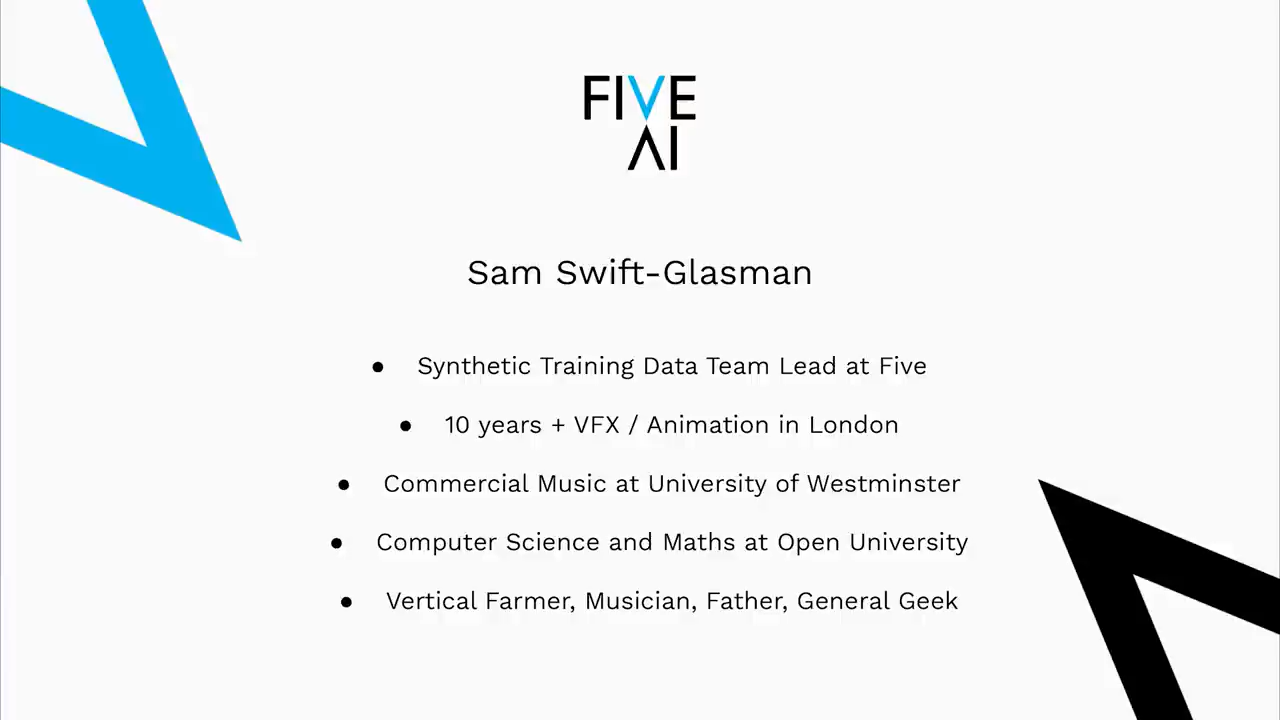 FIVE
AI
Sam Swift-Glasman
● Synthetic Training Data Team Lead at Five
● 10 years + VFX / Animation in London
● Commercial Music at University of Westminster
● Computer Science and Maths at Open University
● Vertical Farmer, Musician, Father, General Geek